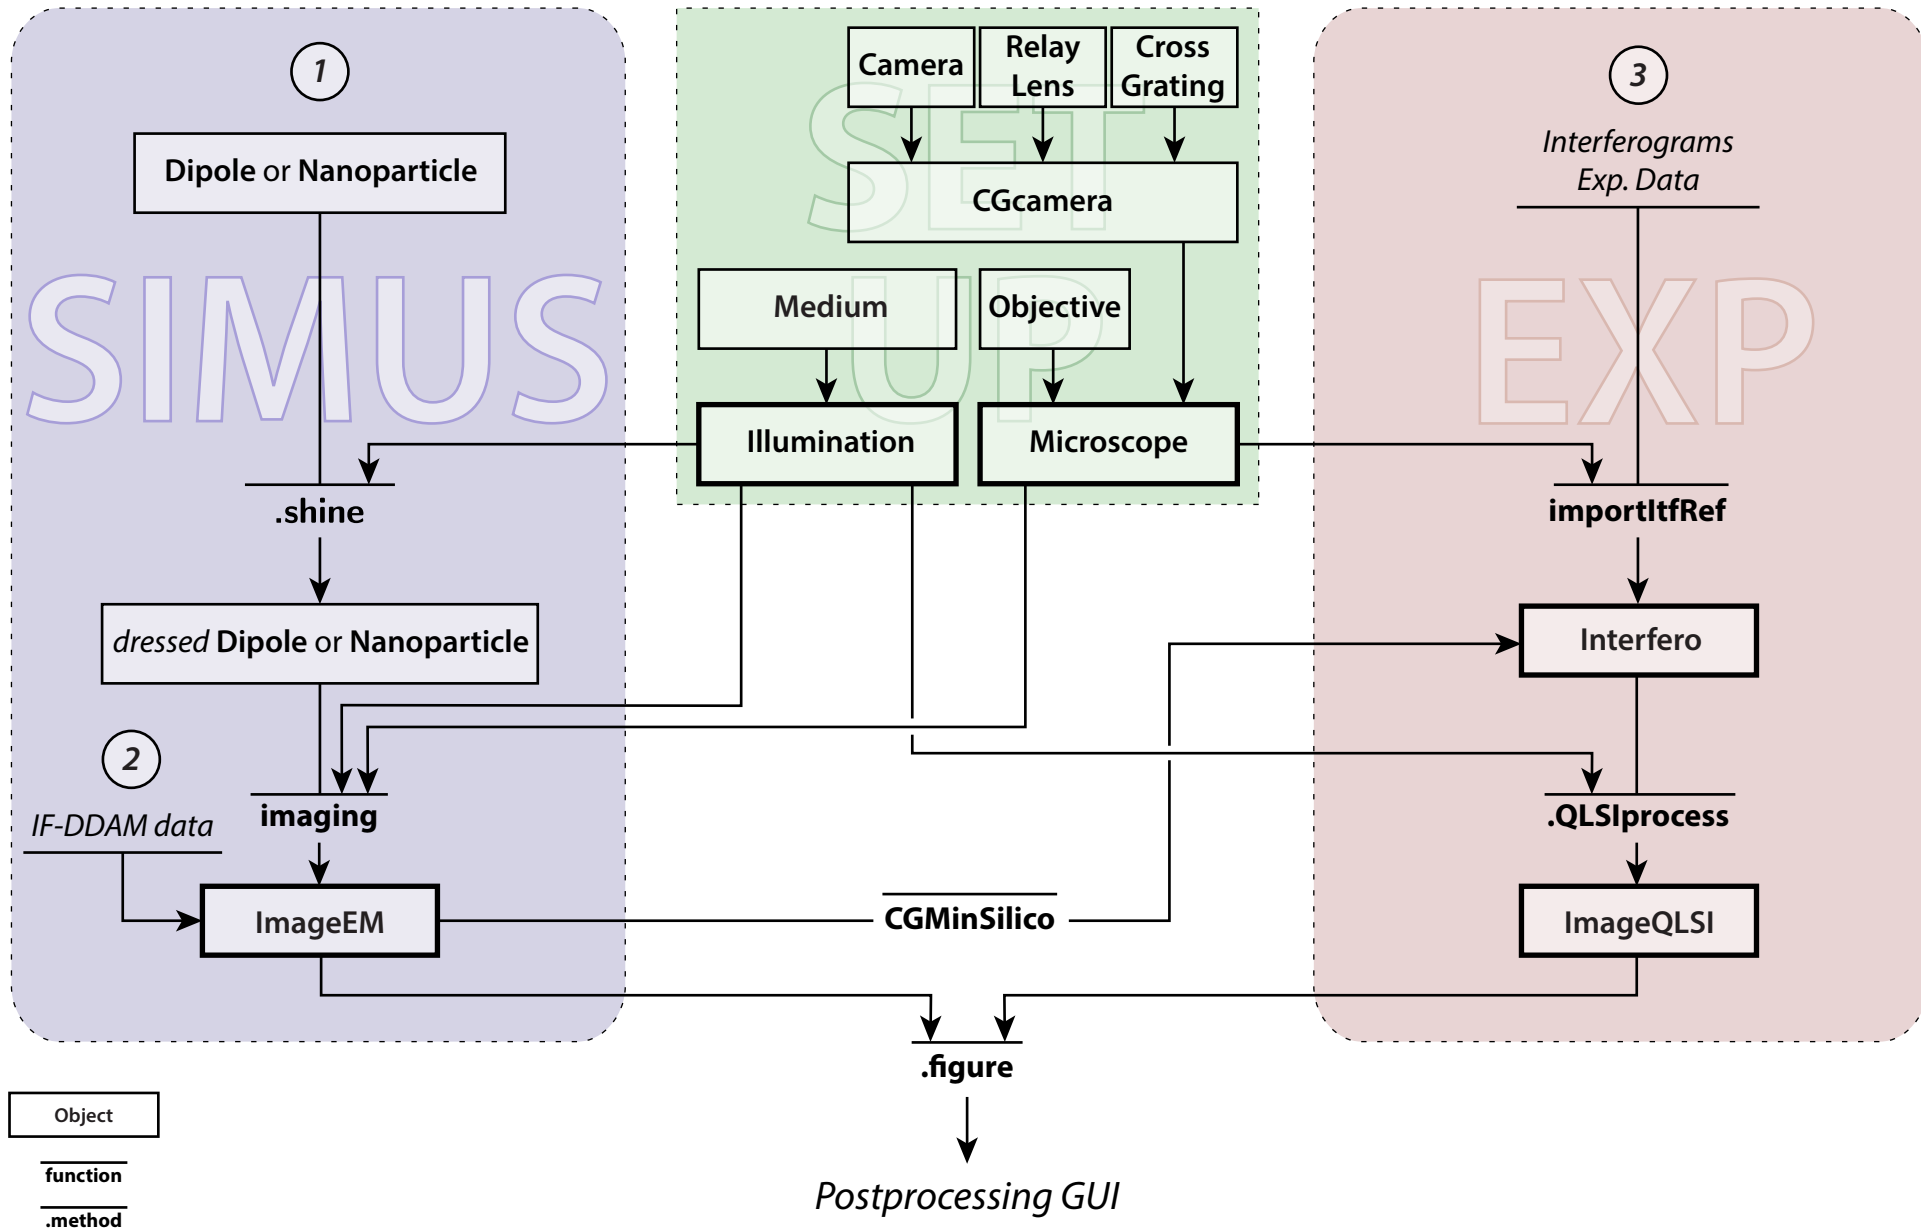 1
Dipole or Nanoparticle
SIMUS
.shine
dressed Dipole or Nanoparticle
2
IF-DDAM data
imaging
ImageEM
SET
UP
Camera
Relay
Lens
Cross
Grating
CGcamera
Medium
Objective
Illumination
Microscope
CGMinSilico
3
Interferograms
Exp. Data
EXP
importItfRef
Interfero
.QLSIprocess
ImageQLSI
.figure
Postprocessing GUI
Object
function
.method